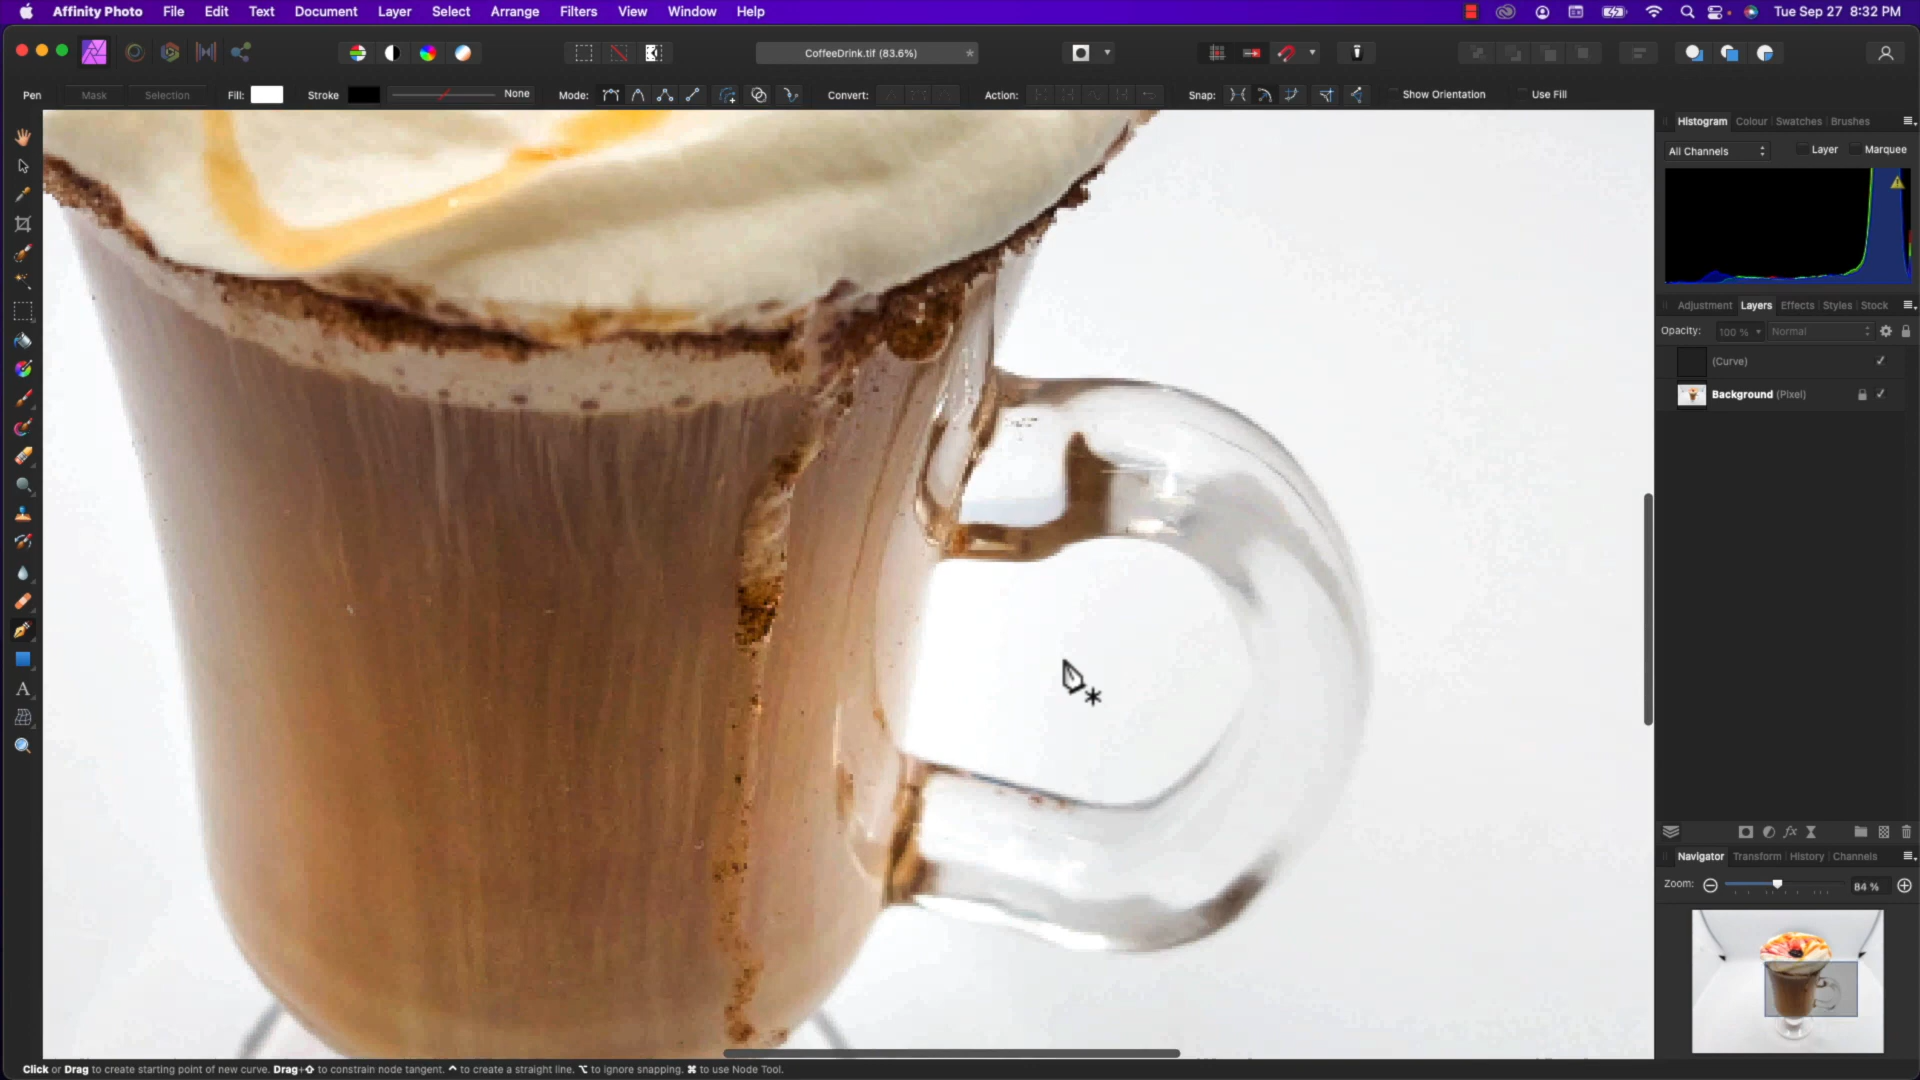 Affinity Photo File Edit Text Document Layer Select Arrange Filters View Window Help Tue Sep 27 8:32 PM
CoffeeDrink.tif (83.6%) *
Pen Mask Selection Fill: Stroke None Mode: Convert: Action: Snap: Show Orientation Use Fill
Histogram Colour Swatches Brushes
All Channels Layer Marquee
Adjustment Layers Effects Styles Stock
Opacity: 100 % Normal
(Curve)
Background (Pixel)
Navigator Transform History Channels
Zoom: 84 %
Click or Drag to create starting point of new curve. Drag+⇧ to constrain node tangent. ^ to create a straight line. ⌥ to ignore snapping. ⌘ to use Node Tool.